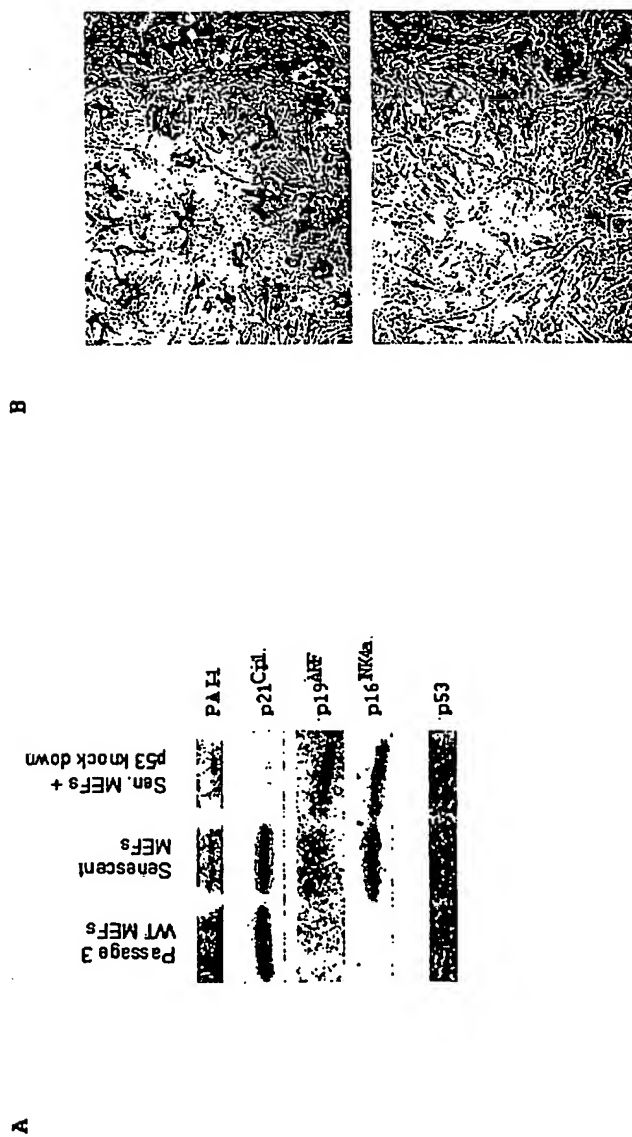 A
Passage 3
WT MEFs
Senescent
MEFs
Sen. MEFs +
p53 knock down
PAI-1
p21Cip1.
p19ARF
p16INK4a.
p53
B